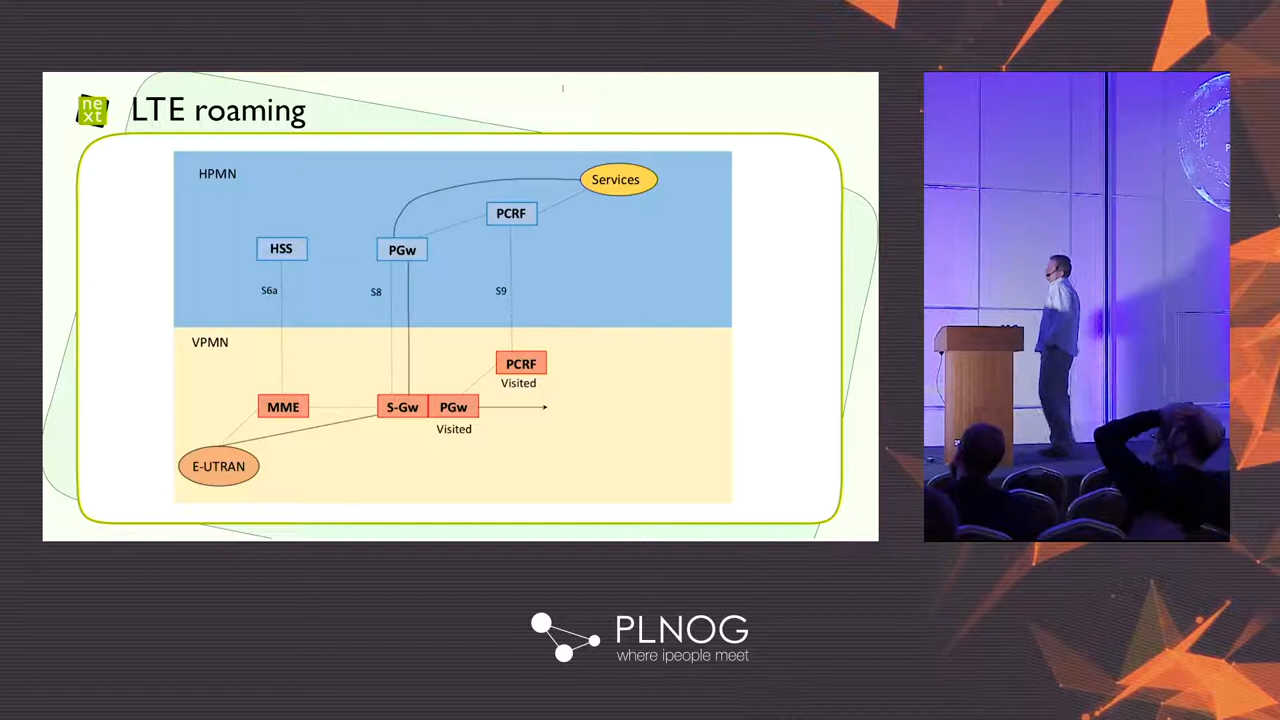 ne
xt
LTE roaming
HPMN
Services
PCRF
HSS
PGw
S6a
S8
S9
VPMN
PCRF
Visited
MME
S-Gw
PGw
Visited
E-UTRAN
PLNOG
where ipeople meet